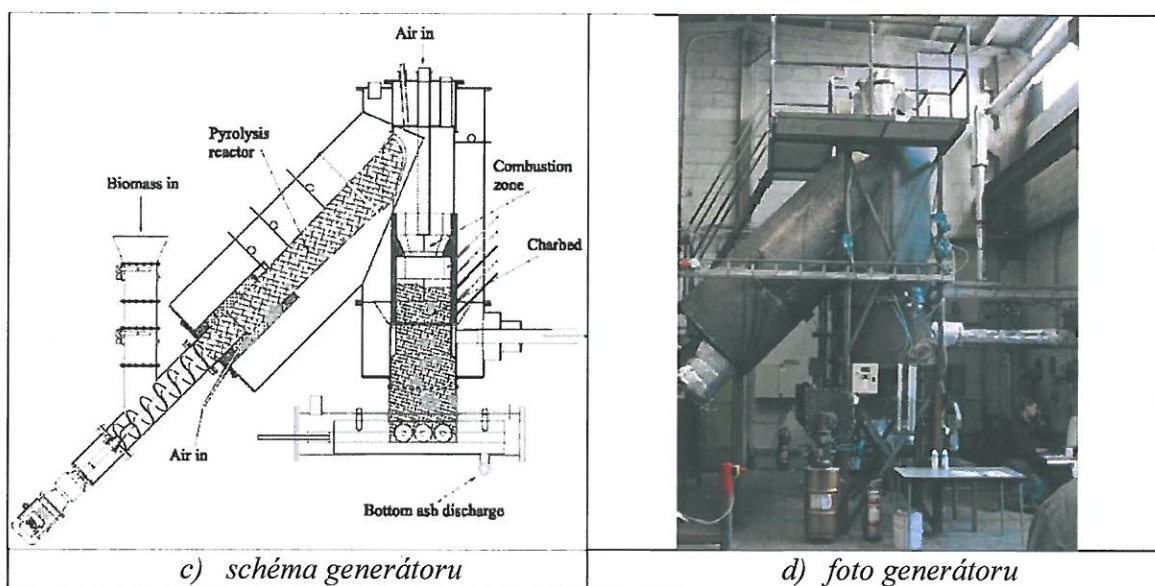 Air in
Pyrolysis
reactor
Combustion
zone
Biomass in
Charbed
Air in
Bottom ash discharge
c) schéma generátoru
d) foto generátoru